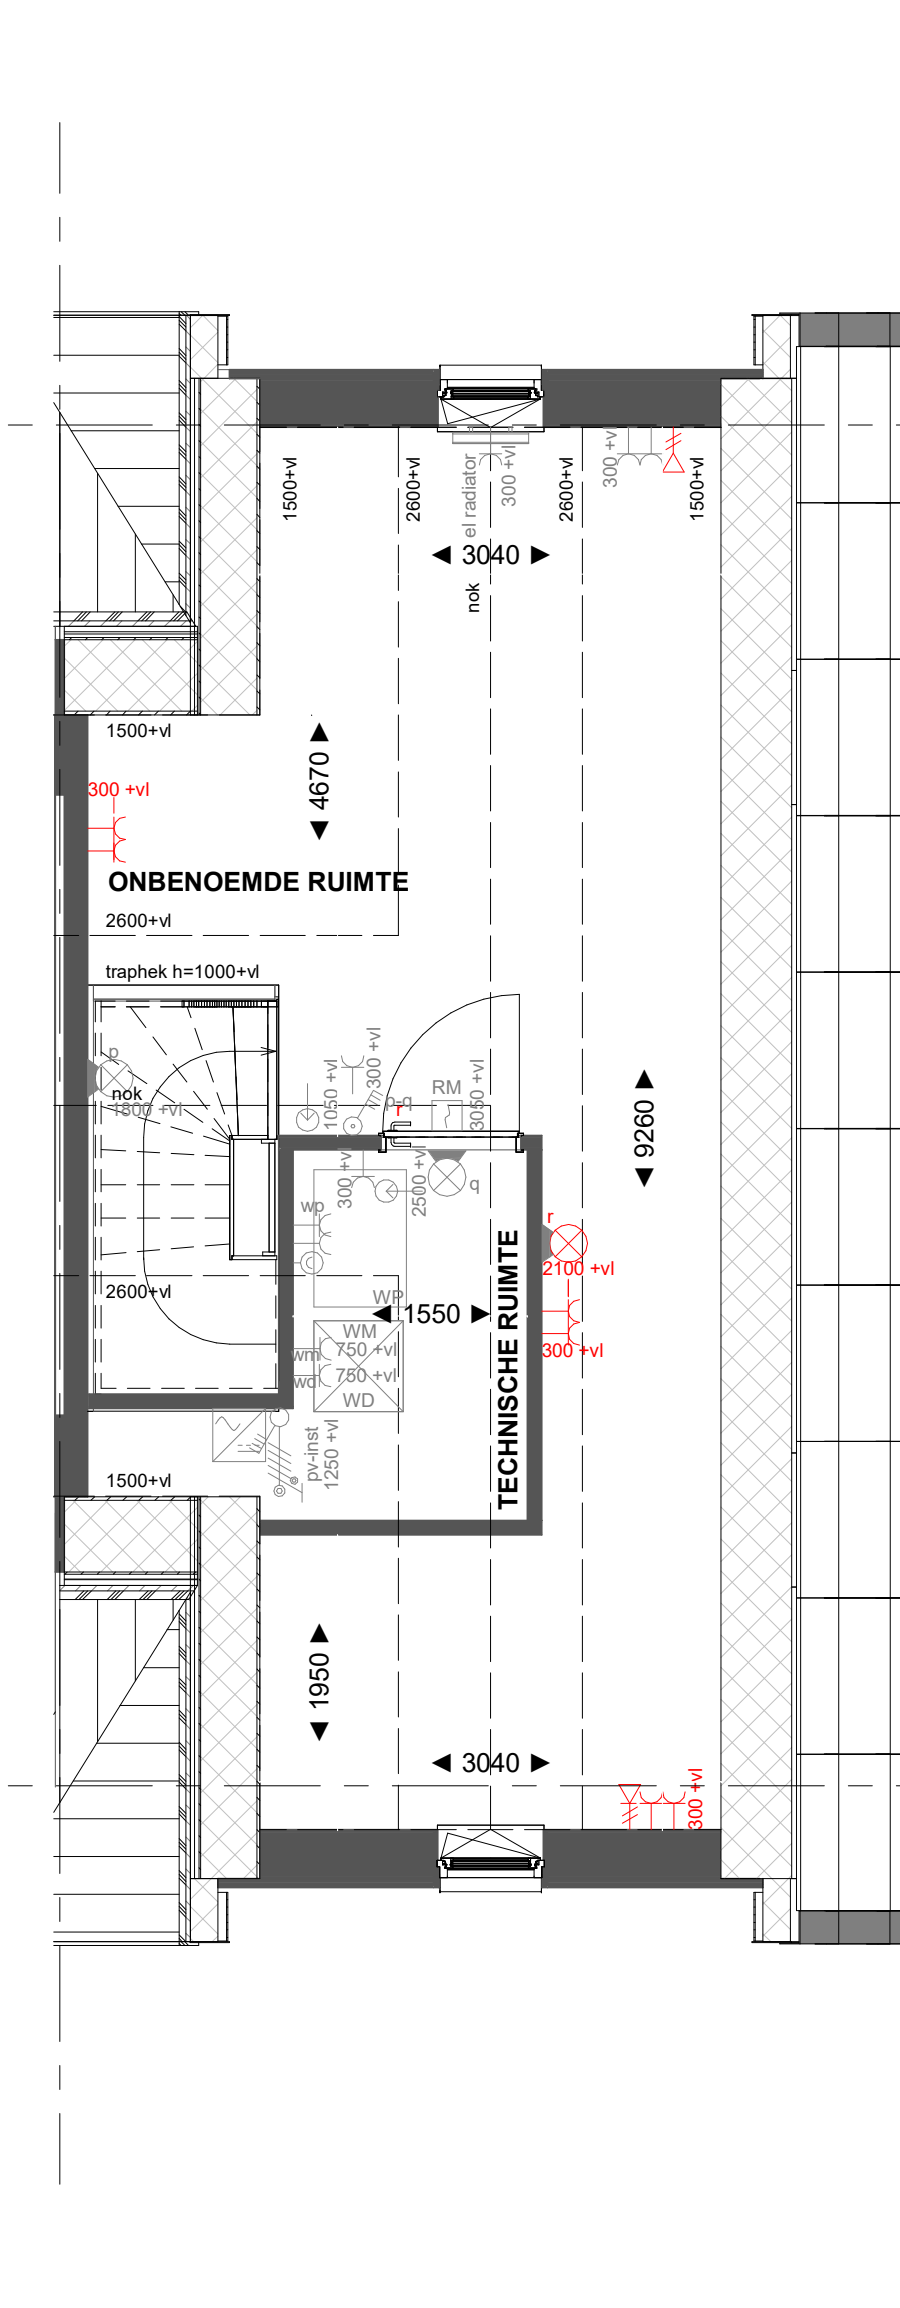 1500+vl
2600+vl
el radiator
300 +vl
2600+vl
300 +vl
1500+vl
3040
nok
1500+vl
4670
300 +vl
ONBENOEMDE RUIMTE
2600+vl
traphek h=1000+vl
p
nok
1800 +vl
1050 +vl
300 +vl
p-q
r
RM
3050 +vl
9260
300 +vl
2500 +vl
q
wp
r
2100 +vl
WP
1550
TECHNISCHE RUIMTE
2600+vl
WM
wm
750 +vl
wd
750 +vl
WD
300 +vl
pv-inst
1250 +vl
1500+vl
1950
3040
300 +vl